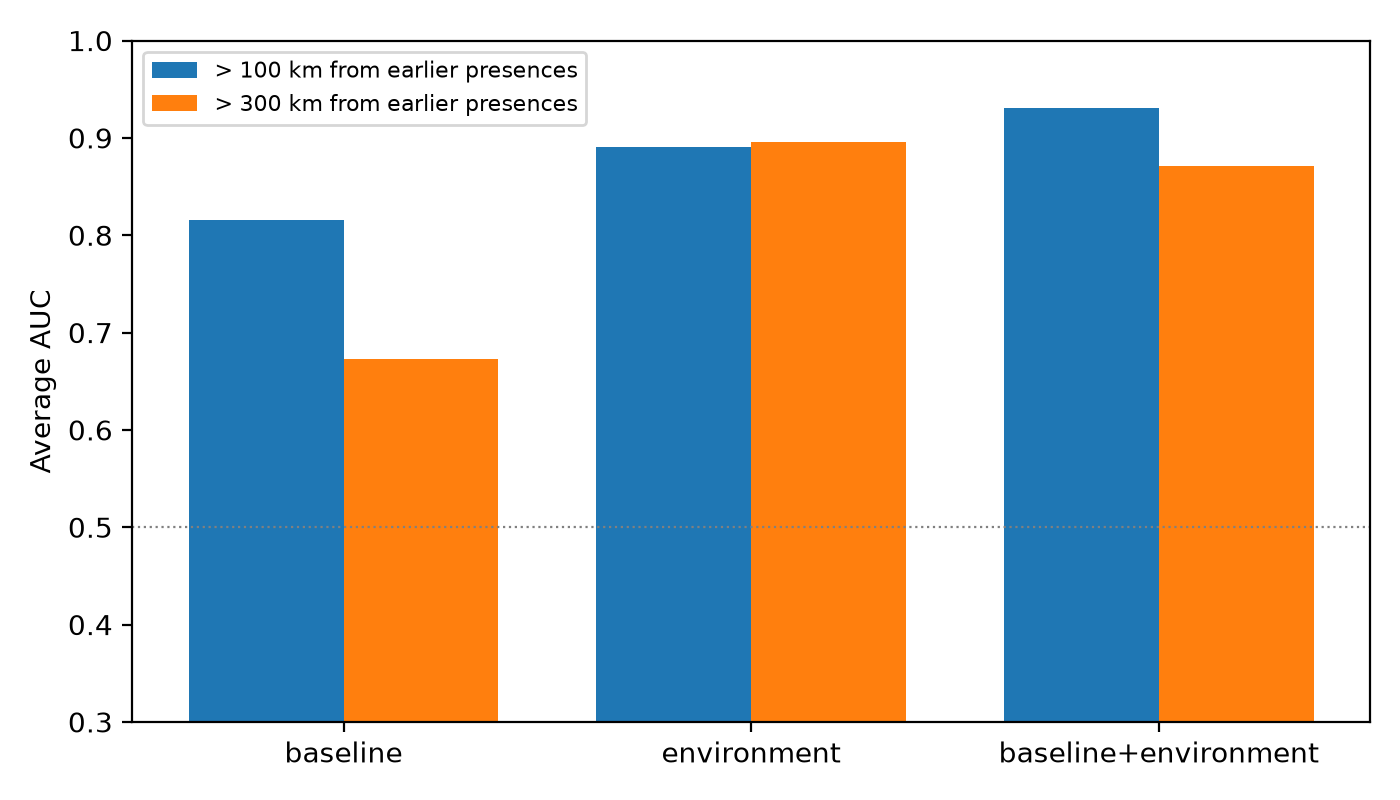 1.0
0.9
0.8
0.7
0.6
0.5
0.4
0.3
Average AUC
> 100 km from earlier presences
> 300 km from earlier presences
baseline
environment
baseline+environment